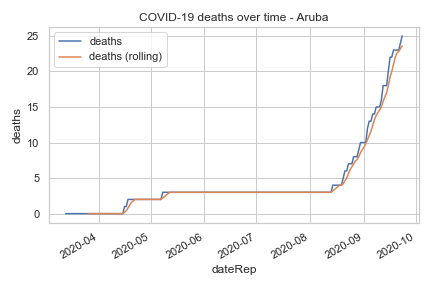 COVID-19 deaths over time - Aruba
deaths
deaths (rolling)
25
20
15
10
5
0
deaths
2020-04
2020-05
2020-06
2020-07
2020-08
2020-09
2020-10
dateRep